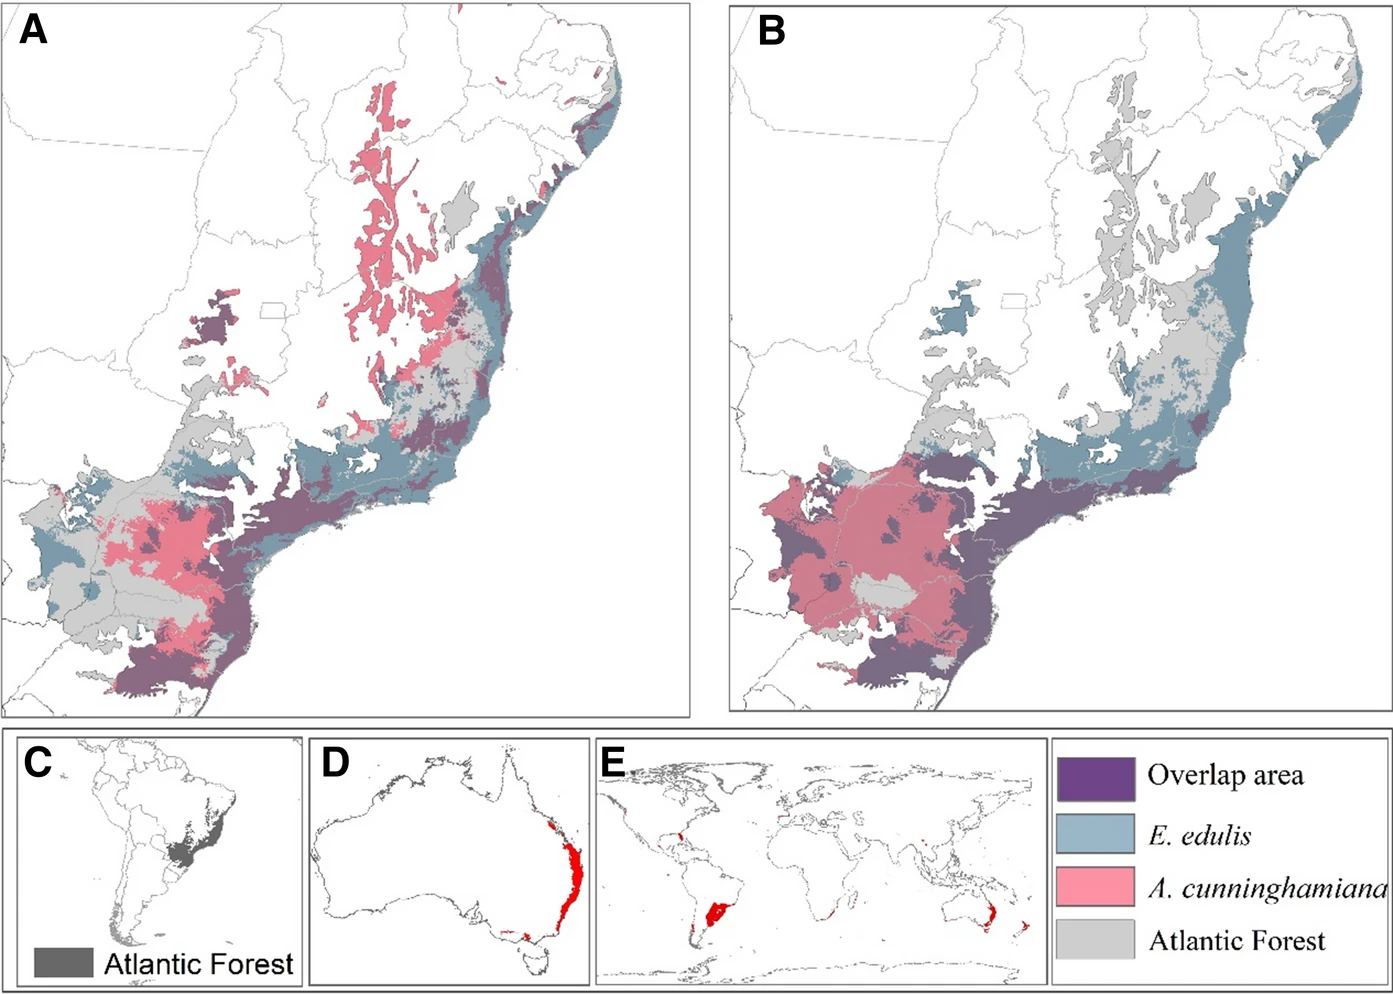 A
B
C
Atlantic Forest
D
E
Overlap area
E. edulis
A. cunninghamiana
Atlantic Forest